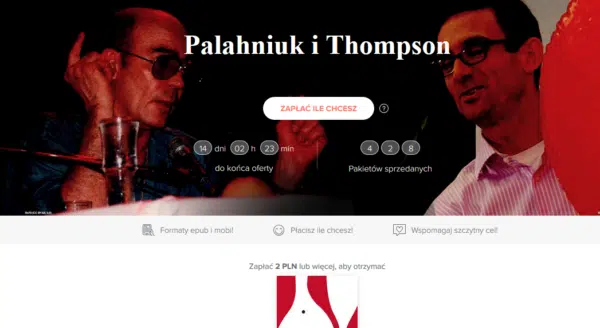 Palahniuk i Thompson
ZAPŁAĆ ILE CHCESZ ?
14 dni 02 h 23 min
do końca oferty
4 2 8
Pakietów sprzedanych
Formaty epub i mobi!
Płacisz ile chcesz!
Wspomagaj szczytny cel!
Zapłać 2 PLN lub więcej, aby otrzymać